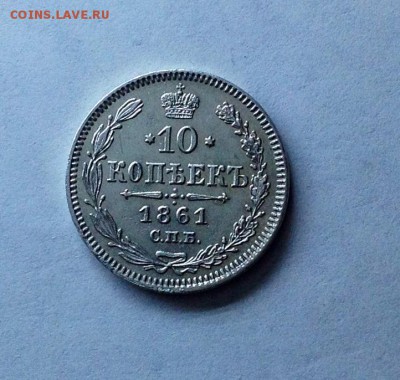 COINS.LAVE.RU
* 10 *
КОПѢЕКЪ
1861
С.П.Б.